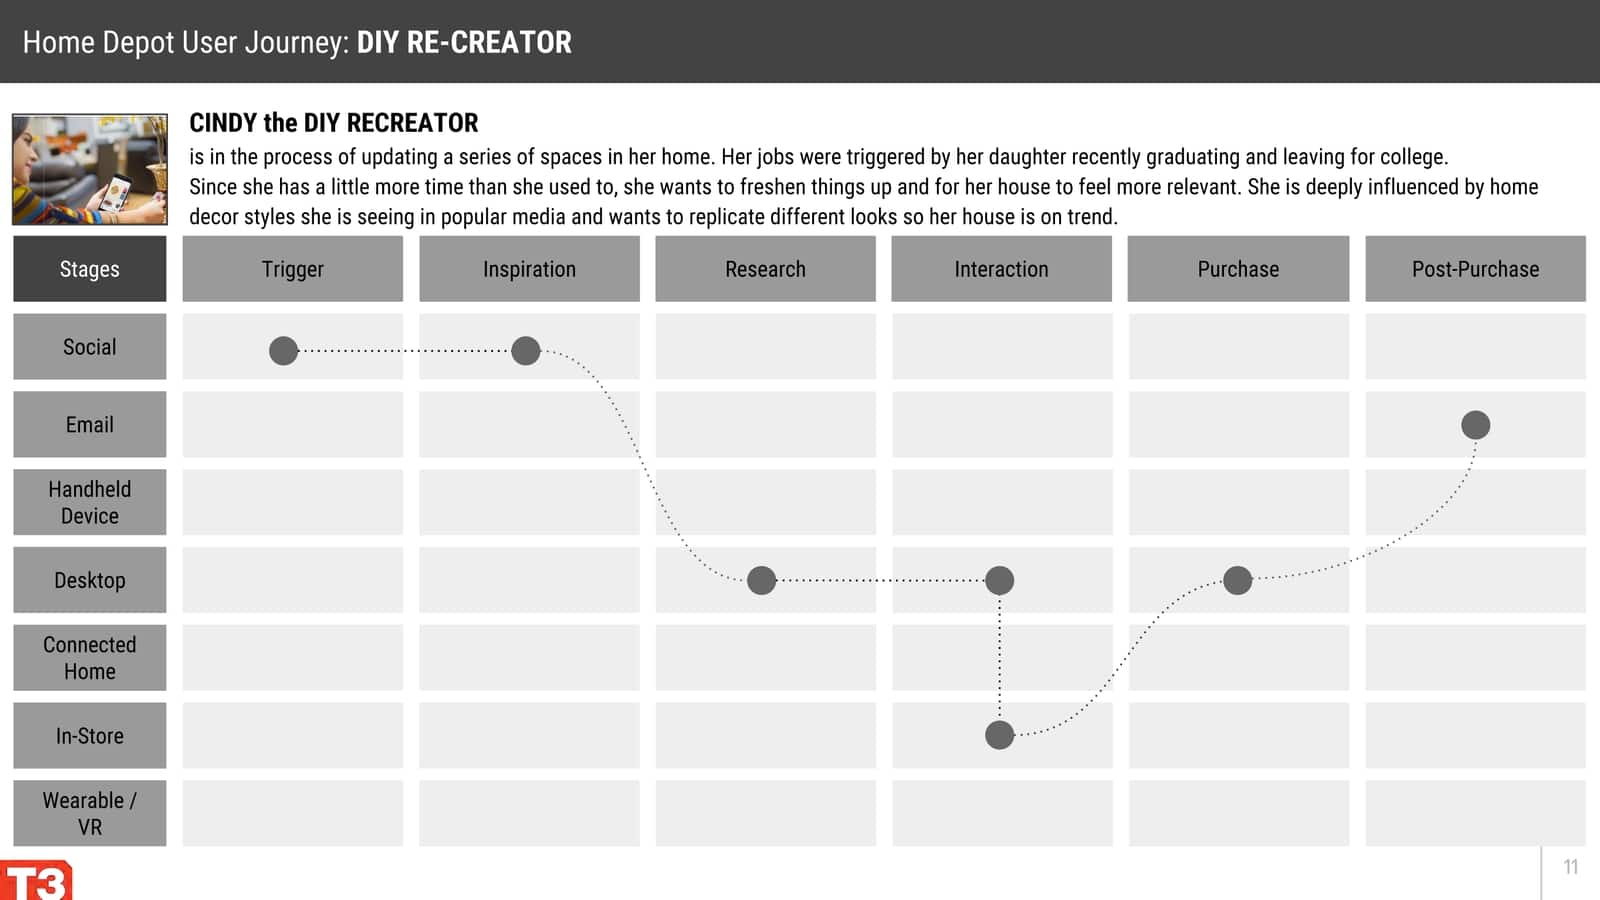 Home Depot User Journey: DIY RE-CREATOR
CINDY the DIY RECREATOR
is in the process of updating a series of spaces in her home. Her jobs were triggered by her daughter recently graduating and leaving for college.
Since she has a little more time than she used to, she wants to freshen things up and for her house to feel more relevant. She is deeply influenced by home
decor styles she is seeing in popular media and wants to replicate different looks so her house is on trend.
Stages
Trigger
Inspiration
Research
Interaction
Purchase
Post-Purchase
Social
Email
Handheld
Device
Desktop
Connected
Home
In-Store
Wearable /
VR
T3
11